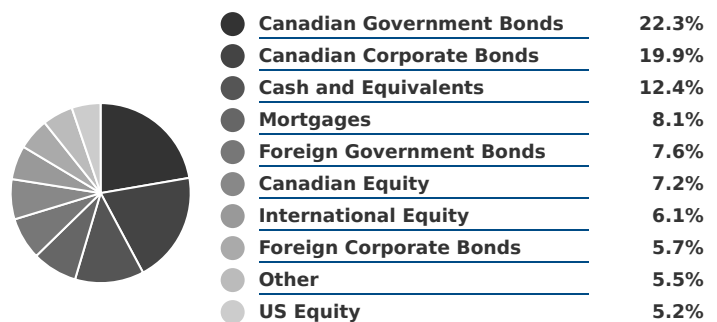 Canadian Government Bonds 22.3%
Canadian Corporate Bonds 19.9%
Cash and Equivalents 12.4%
Mortgages 8.1%
Foreign Government Bonds 7.6%
Canadian Equity 7.2%
International Equity 6.1%
Foreign Corporate Bonds 5.7%
Other 5.5%
US Equity 5.2%